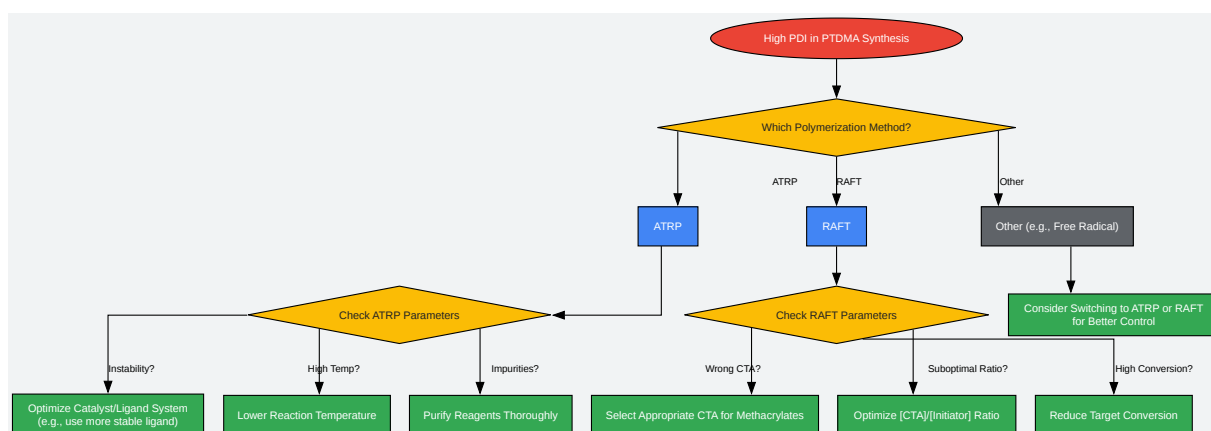 High PDI in PTDMA Synthesis
Which Polymerization Method?
ATRP
RAFT
Other
ATRP
RAFT
Other (e.g., Free Radical)
Check ATRP Parameters
Check RAFT Parameters
Consider Switching to ATRP or RAFT
for Better Control
Instability?
High Temp?
Impurities?
Wrong CTA?
Suboptimal Ratio?
High Conversion?
Optimize Catalyst/Ligand System
(e.g., use more stable ligand)
Lower Reaction Temperature
Purify Reagents Thoroughly
Select Appropriate CTA for Methacrylates
Optimize [CTA]/[Initiator] Ratio
Reduce Target Conversion